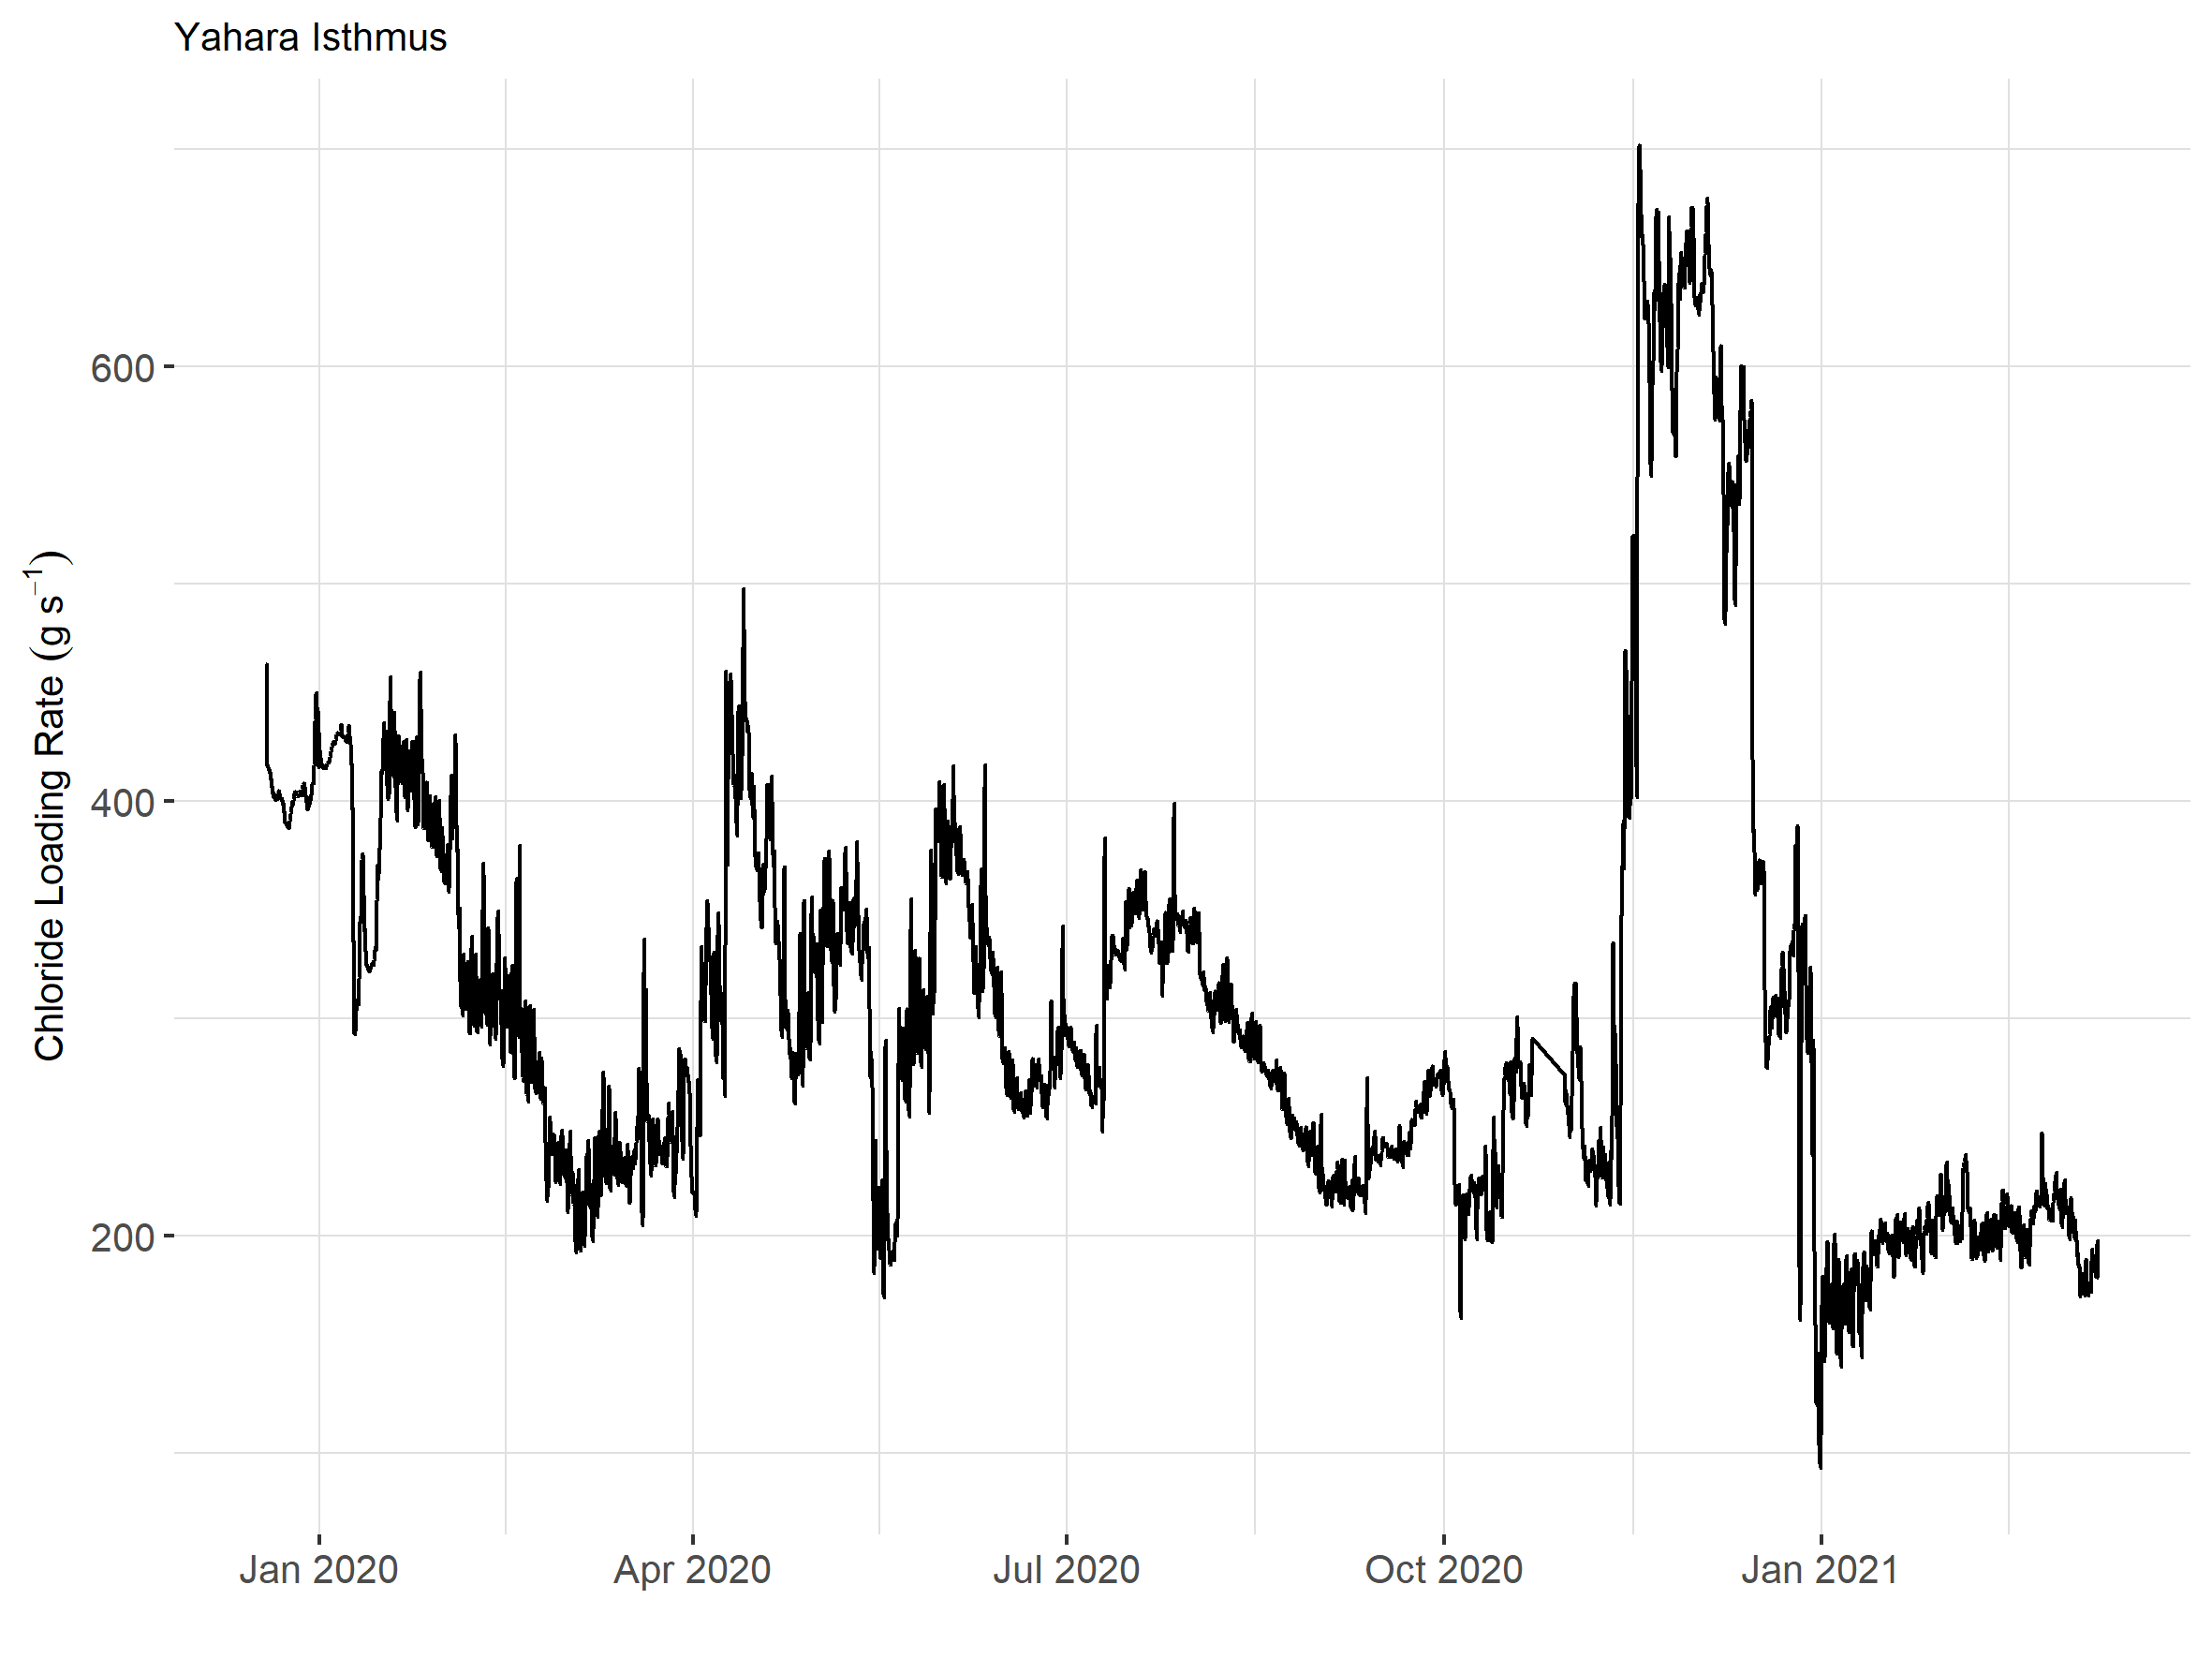 Yahara Isthmus
Chloride Loading Rate (g s⁻¹)
600
400
200
Jan 2020
Apr 2020
Jul 2020
Oct 2020
Jan 2021